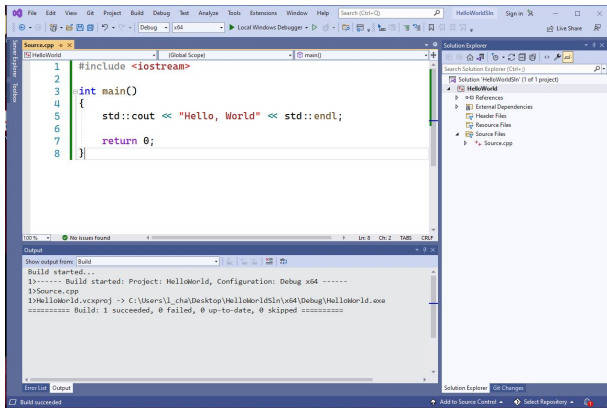 File Edit View Git Project Build Debug Test Analyze Tools Extensions Window Help Search (Ctrl+Q) HelloWorldSln Sign in
Debug x64 Local Windows Debugger Live Share
Server Explorer
Toolbox
Source.cpp
HelloWorld (Global Scope) main()
1 #include <iostream>
2
3 int main()
4 {
5 std::cout << "Hello, World" << std::endl;
6
7 return 0;
8 }
100 % No issues found Ln: 8 Ch: 2 TABS CRLF
Output
Show output from: Build
Build started...
1>------ Build started: Project: HelloWorld, Configuration: Debug x64 ------
1>Source.cpp
1>HelloWorld.vcxproj -> C:\Users\l_cha\Desktop\HelloWorldSln\x64\Debug\HelloWorld.exe
========== Build: 1 succeeded, 0 failed, 0 up-to-date, 0 skipped ==========
Error List Output
Solution Explorer
Search Solution Explorer (Ctrl+;)
Solution 'HelloWorldSln' (1 of 1 project)
HelloWorld
References
External Dependencies
Header Files
Resource Files
Source Files
Source.cpp
Solution Explorer Git Changes
Build succeeded Add to Source Control Select Repository